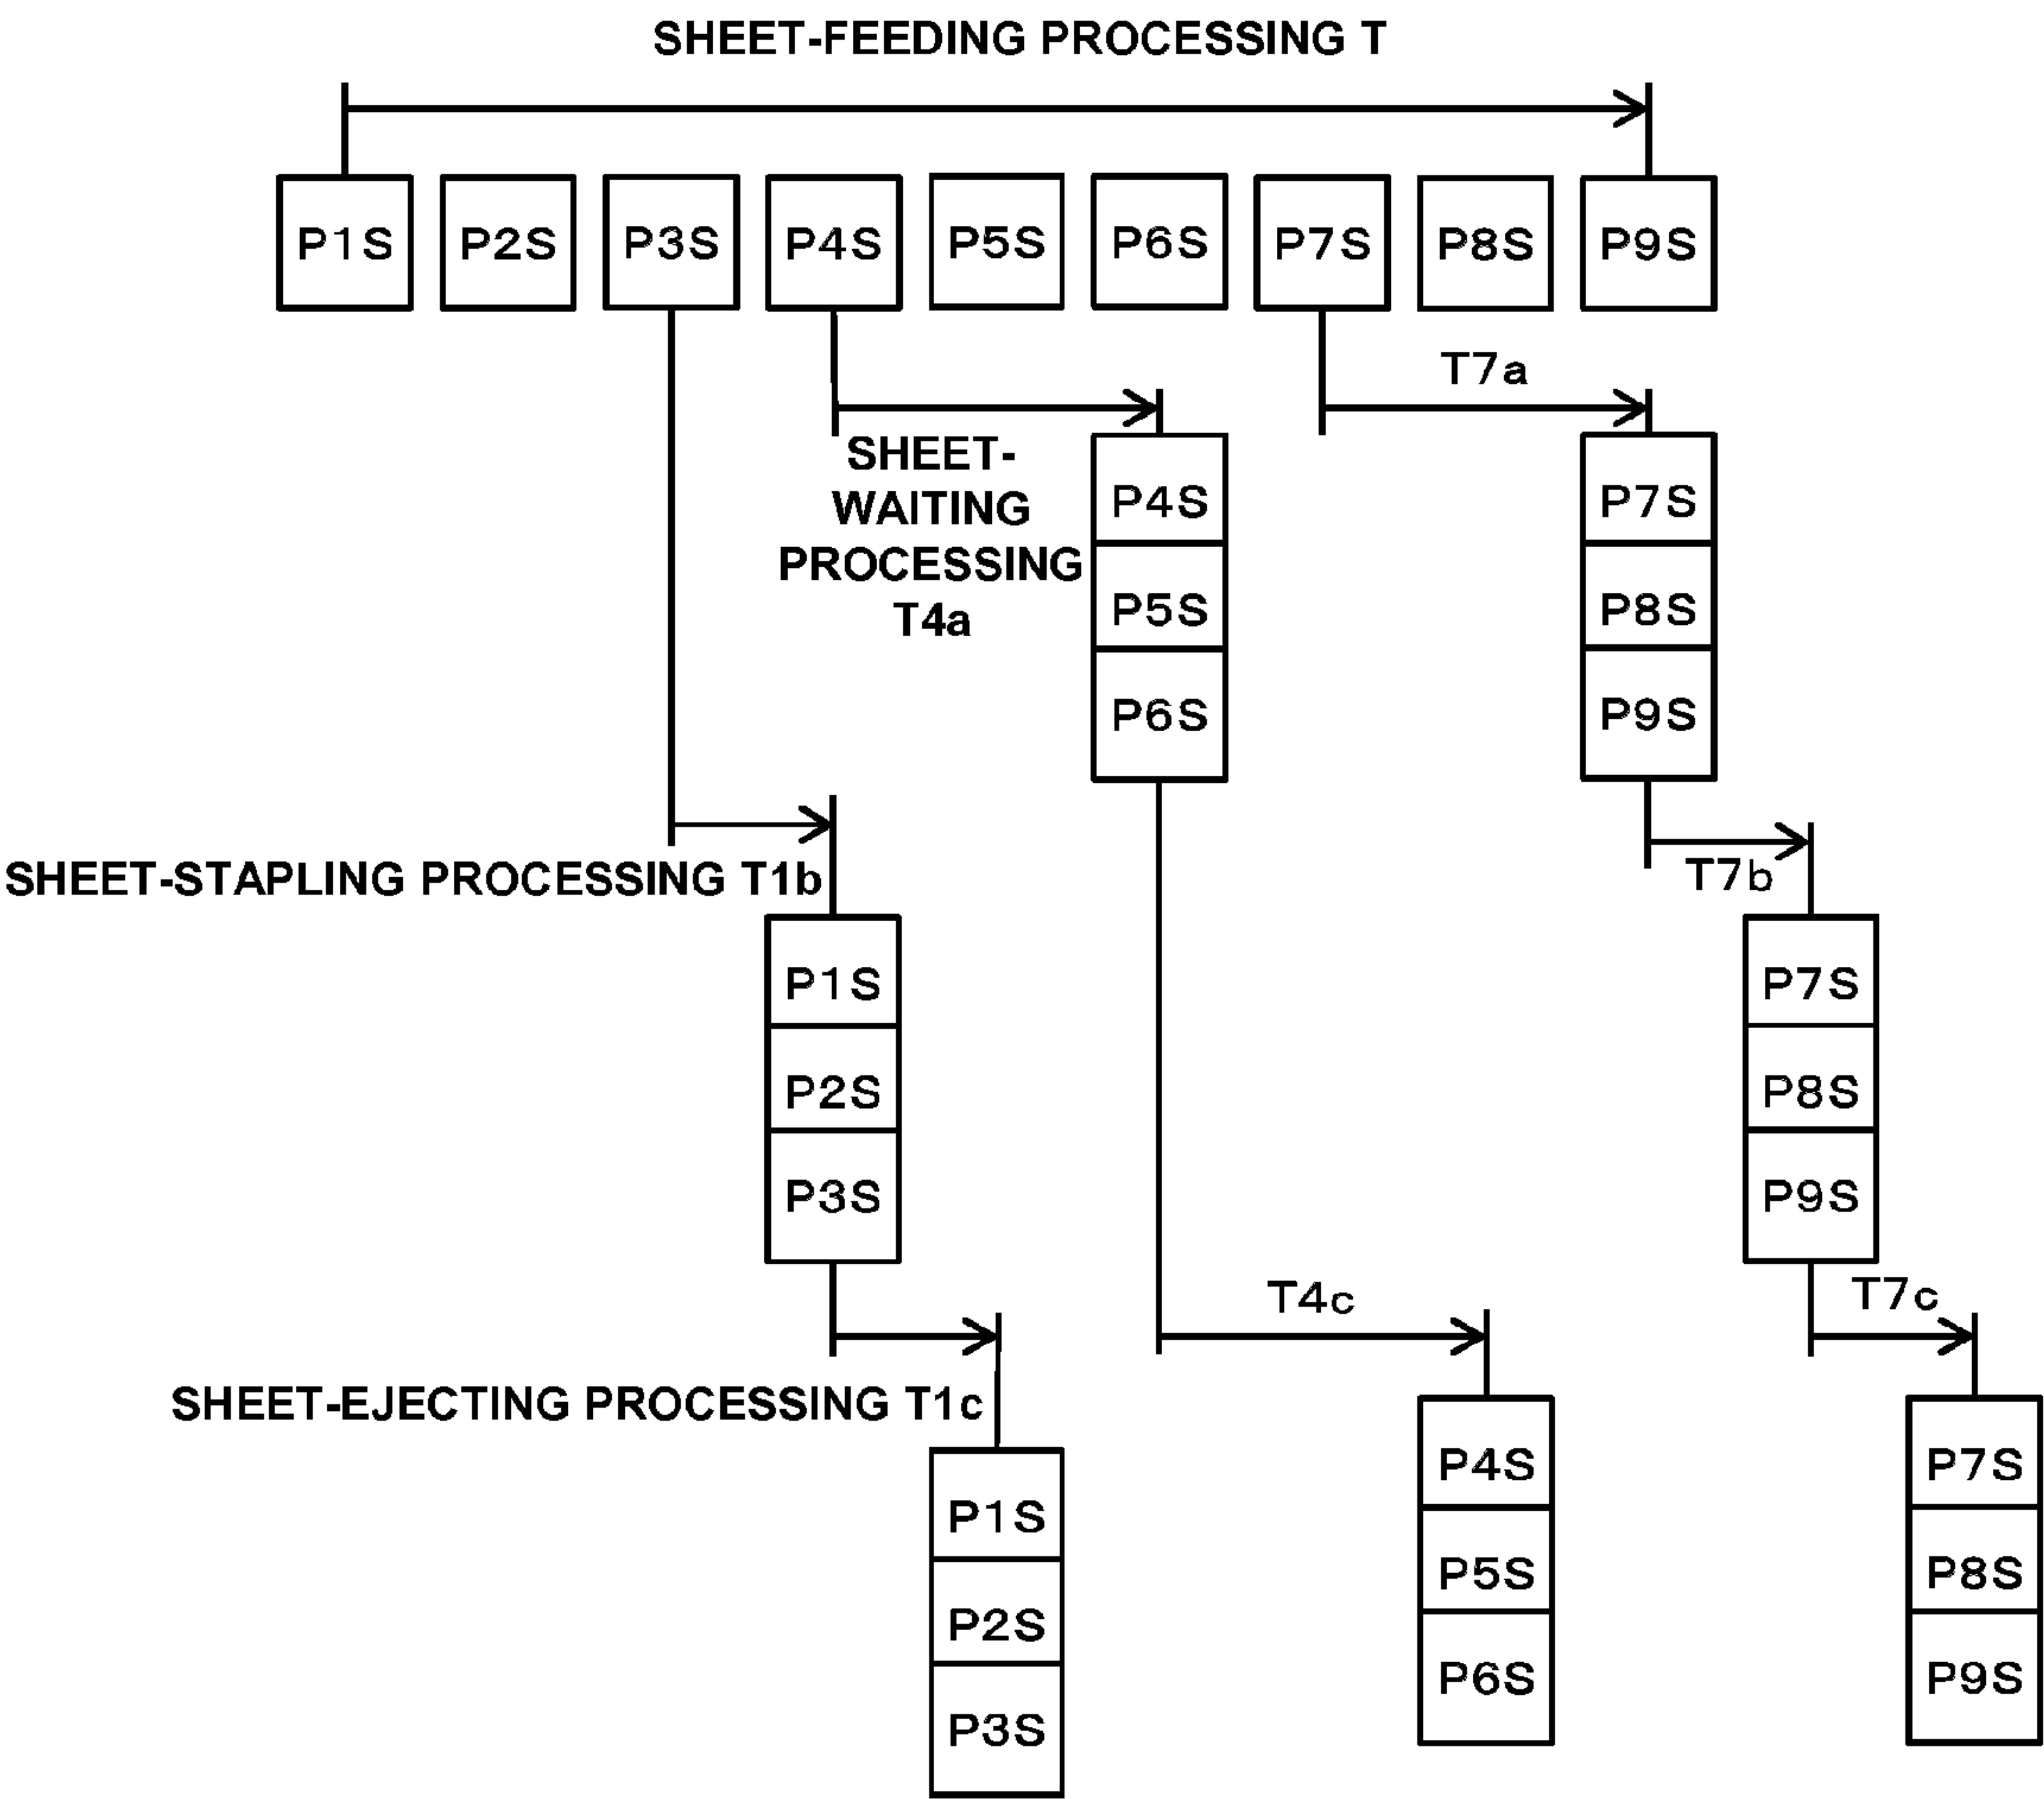 SHEET-FEEDING PROCESSING T
P1S P2S P3S P4S P5S P6S P7S P8S P9S
T7a
SHEET-
WAITING
PROCESSING
T4a
P4S
P5S
P6S
P7S
P8S
P9S
SHEET-STAPLING PROCESSING T1b
T7b
P1S
P2S
P3S
P7S
P8S
P9S
T4c
T7c
SHEET-EJECTING PROCESSING T1c
P1S
P2S
P3S
P4S
P5S
P6S
P7S
P8S
P9S